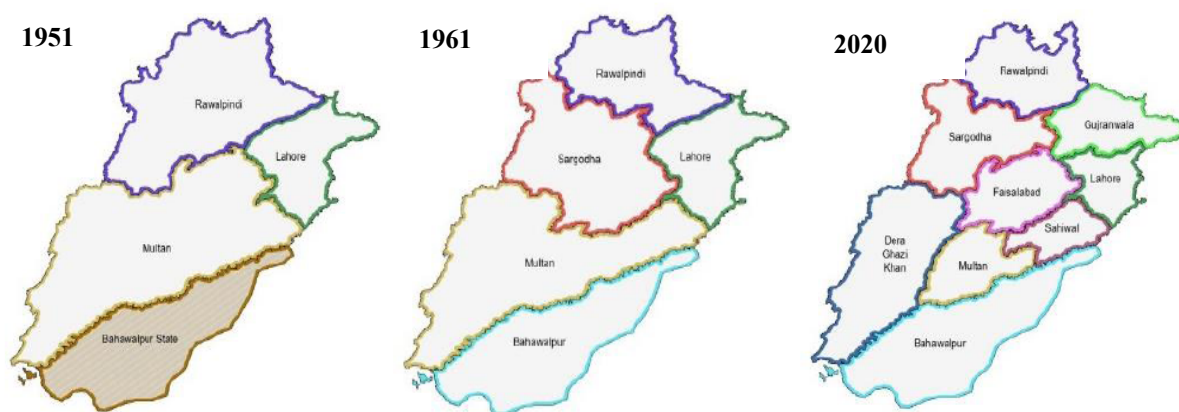 1951
Rawalpindi
Lahore
Multan
Bahawalpur State
1961
Rawalpindi
Sargodha
Lahore
Multan
Bahawalpur
2020
Rawalpindi
Sargodha
Gujranwala
Faisalabad
Lahore
Sahiwal
Dera
Ghazi
Khan
Multan
Bahawalpur